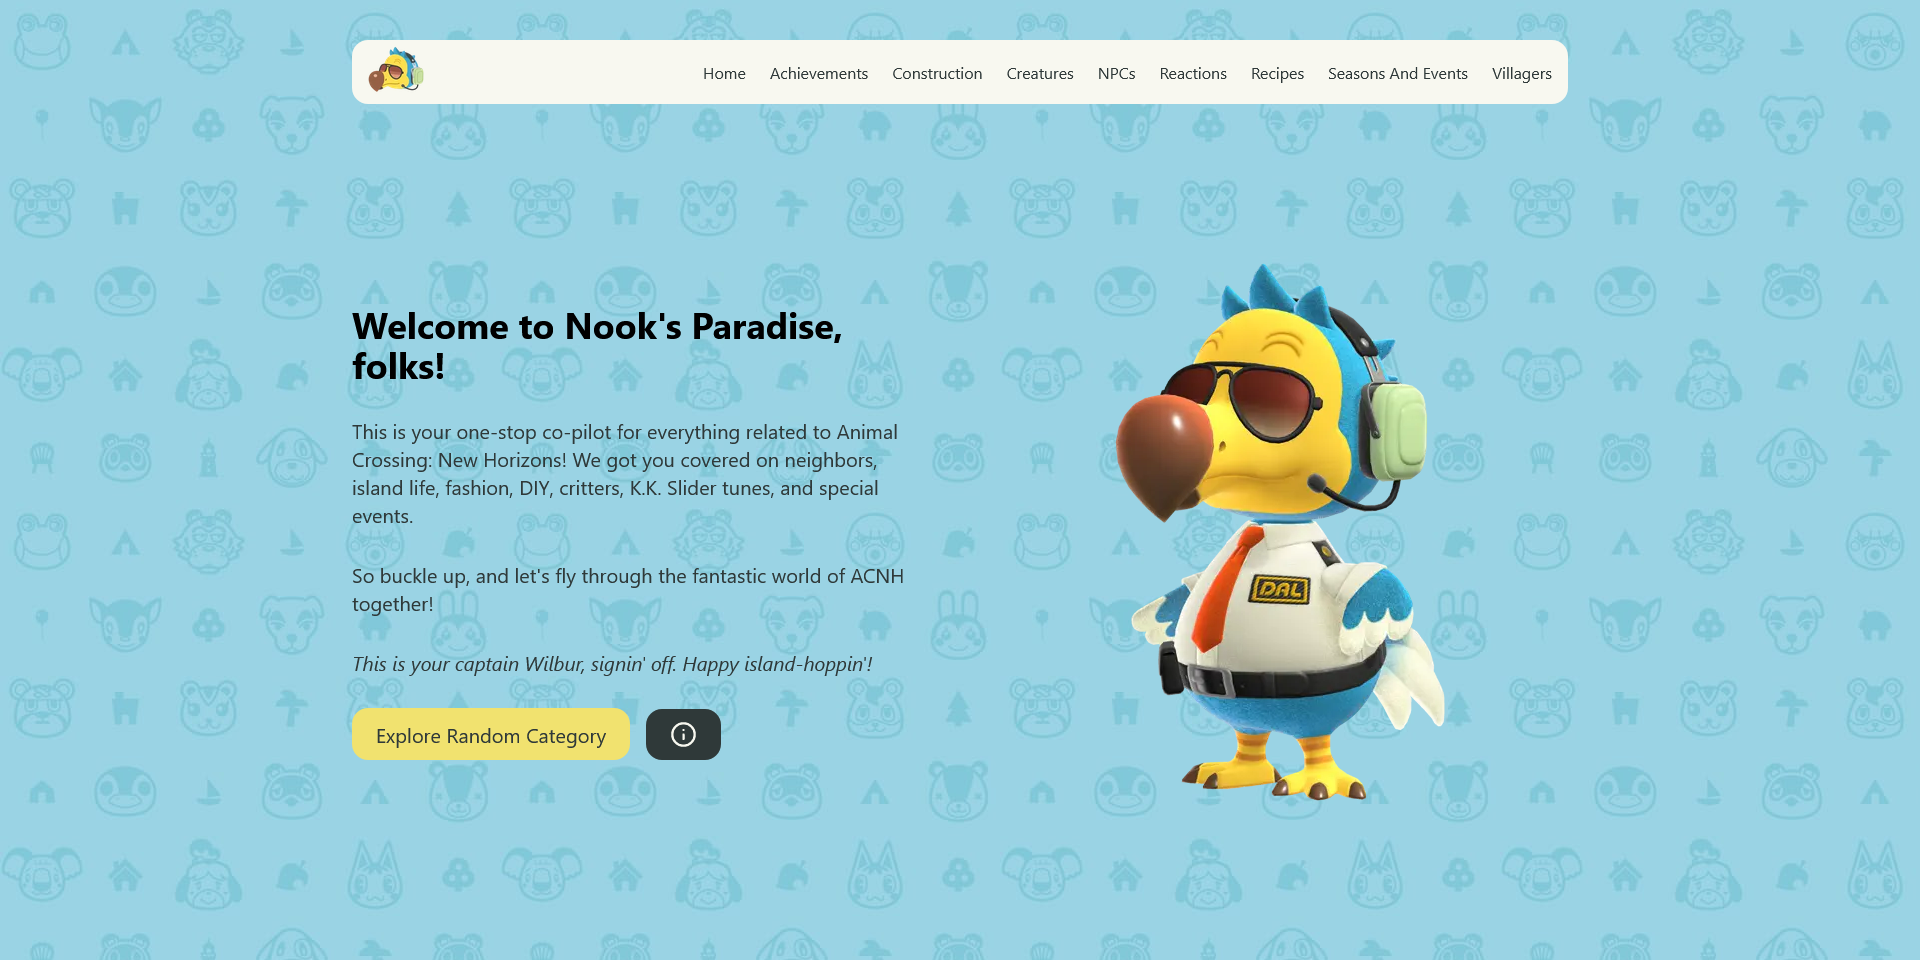 Home Achievements Construction Creatures NPCs Reactions Recipes Seasons And Events Villagers
Welcome to Nook's Paradise,
folks!
This is your one-stop co-pilot for everything related to Animal
Crossing: New Horizons! We got you covered on neighbors,
island life, fashion, DIY, critters, K.K. Slider tunes, and special
events.
So buckle up, and let's fly through the fantastic world of ACNH
together!
This is your captain Wilbur, signin' off. Happy island-hoppin'!
Explore Random Category
DAL